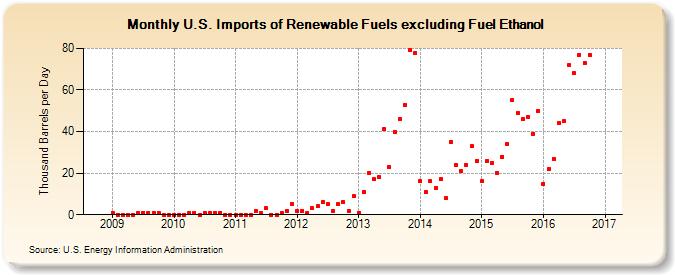 Monthly U.S. Imports of Renewable Fuels excluding Fuel Ethanol
Thousand Barrels per Day
80
60
40
20
0
2009 2010 2011 2012 2013 2014 2015 2016 2017
Source: U.S. Energy Information Administration